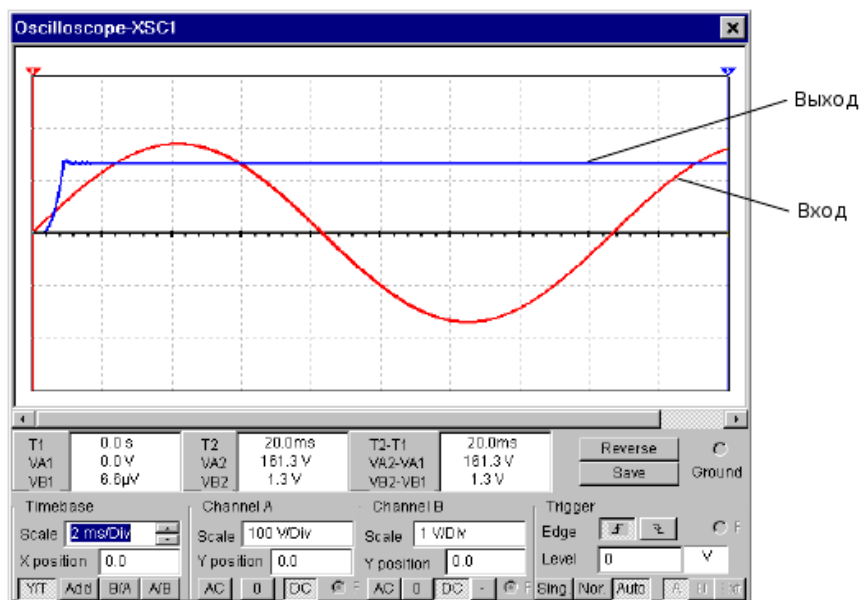 Oscilloscope-XSC1
Выход
Вход
T1 0.0 s T2 20.0ms T2-T1 20.0ms
VA1 0.0 V VA2 161.3 V VA2-VA1 161.3 V
VB1 6.6µV VB2 1.3 V VB2-VB1 1.3 V
Reverse
Save
Ground
Timebase
Scale 2 ms/Div
X position 0.0
Y/T Add B/A A/B
Channel A
Scale 100 V/Div
Y position 0.0
AC 0 DC
Channel B
Scale 1 V/Div
Y position 0.0
AC 0 DC -
Trigger
Edge
Level 0 V
Sing. Nor. Auto A B Ext